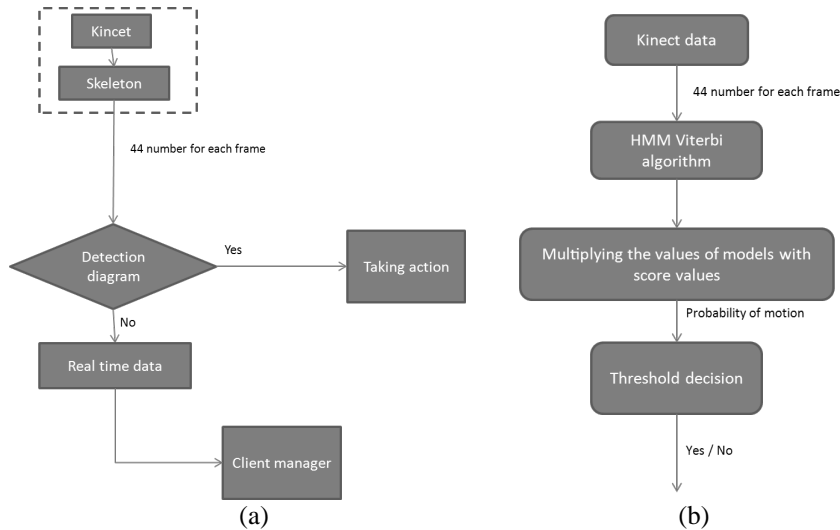 Kincet
Skeleton
44 number for each frame
Detection
diagram
Yes
Taking action
No
Real time data
Client manager
(a)
Kinect data
44 number for each frame
HMM Viterbi
algorithm
Multiplying the values of models with
score values
Probability of motion
Threshold decision
Yes / No
(b)